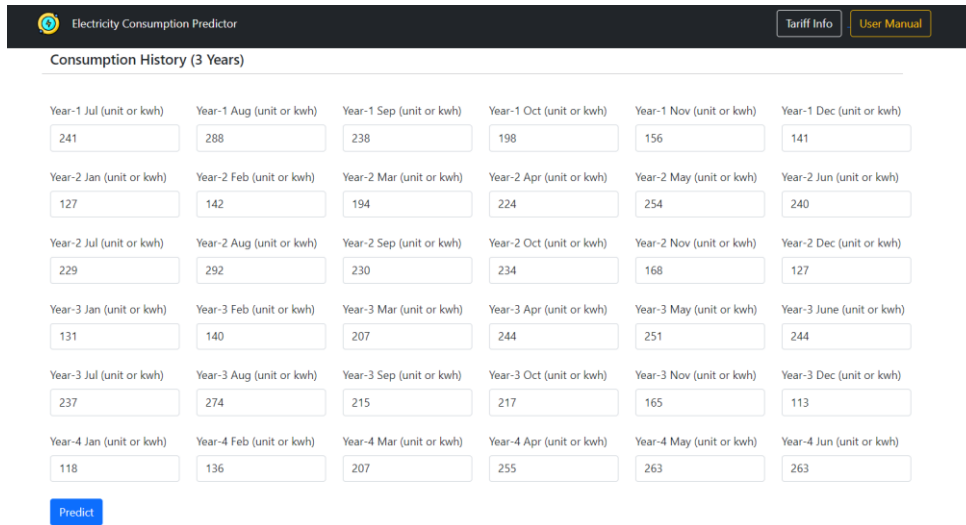 Electricity Consumption Predictor Tariff Info User Manual
Consumption History (3 Years)
Year-1 Jul (unit or kwh) Year-1 Aug (unit or kwh) Year-1 Sep (unit or kwh) Year-1 Oct (unit or kwh) Year-1 Nov (unit or kwh) Year-1 Dec (unit or kwh)
241 288 238 198 156 141
Year-2 Jan (unit or kwh) Year-2 Feb (unit or kwh) Year-2 Mar (unit or kwh) Year-2 Apr (unit or kwh) Year-2 May (unit or kwh) Year-2 Jun (unit or kwh)
127 142 194 224 254 240
Year-2 Jul (unit or kwh) Year-2 Aug (unit or kwh) Year-2 Sep (unit or kwh) Year-2 Oct (unit or kwh) Year-2 Nov (unit or kwh) Year-2 Dec (unit or kwh)
229 292 230 234 168 127
Year-3 Jan (unit or kwh) Year-3 Feb (unit or kwh) Year-3 Mar (unit or kwh) Year-3 Apr (unit or kwh) Year-3 May (unit or kwh) Year-3 June (unit or kwh)
131 140 207 244 251 244
Year-3 Jul (unit or kwh) Year-3 Aug (unit or kwh) Year-3 Sep (unit or kwh) Year-3 Oct (unit or kwh) Year-3 Nov (unit or kwh) Year-3 Dec (unit or kwh)
237 274 215 217 165 113
Year-4 Jan (unit or kwh) Year-4 Feb (unit or kwh) Year-4 Mar (unit or kwh) Year-4 Apr (unit or kwh) Year-4 May (unit or kwh) Year-4 Jun (unit or kwh)
118 136 207 255 263 263
Predict